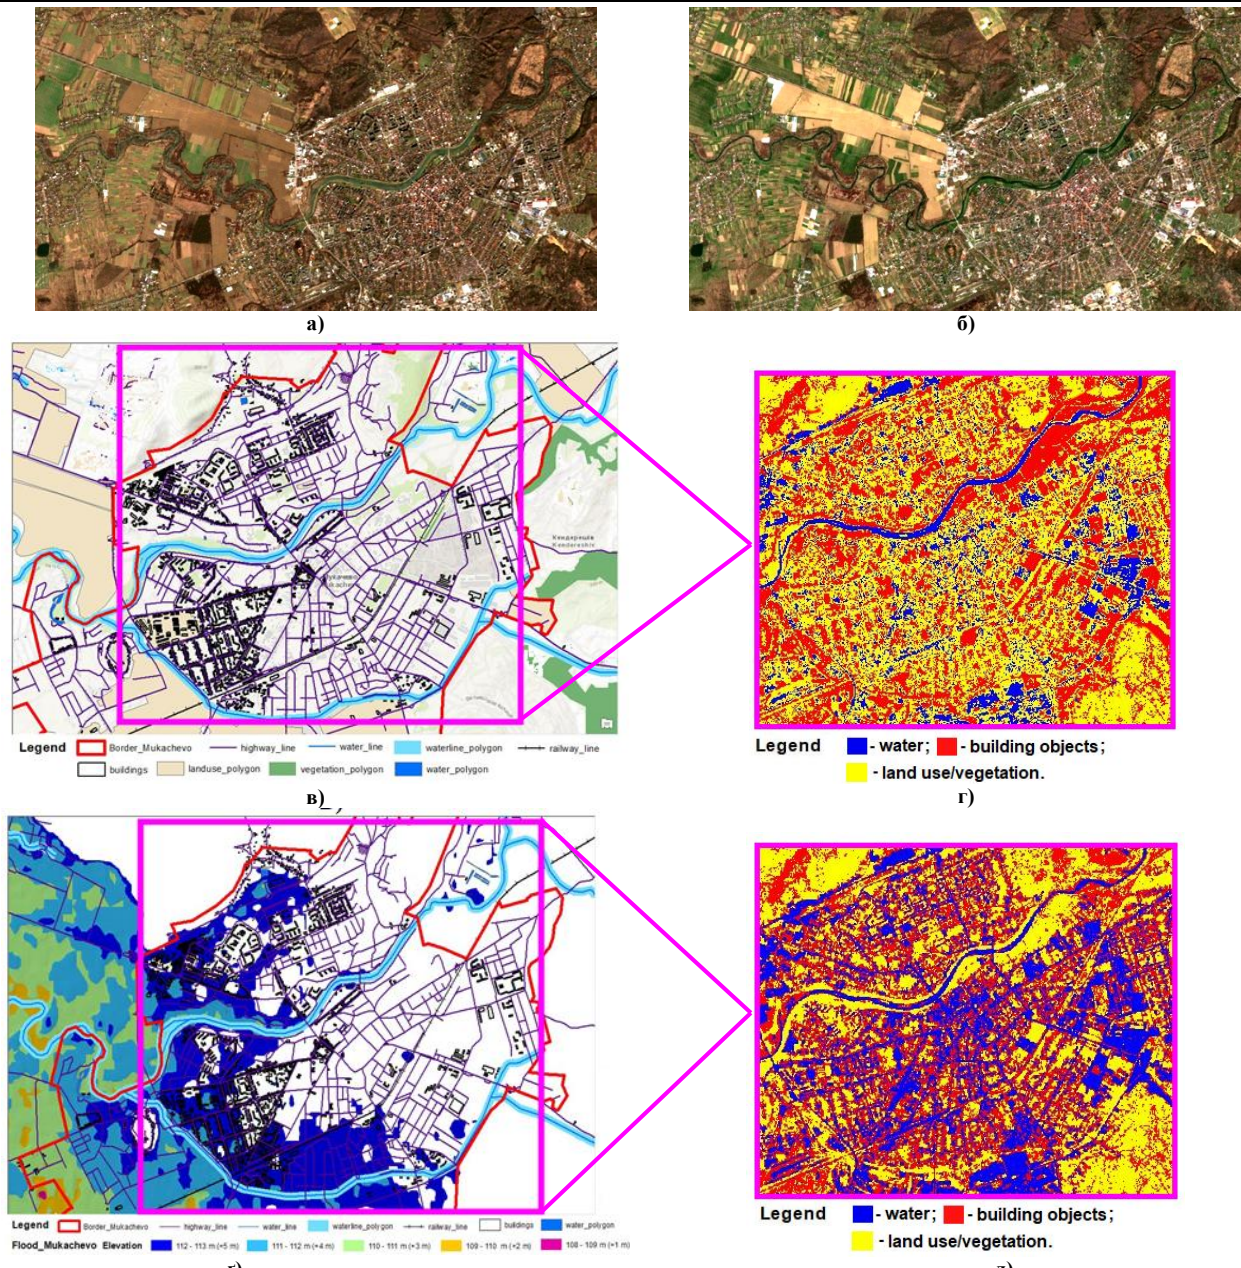 а)
б)
Кендерешів
Kendereshiv
Legend
Border_Mukachevo
highway_line
water_line
waterline_polygon
railway_line
buildings
landuse_polygon
vegetation_polygon
water_polygon
в)
Legend - water; - building objects;
- land use/vegetation.
г)
Legend
Border_Mukachevo
highway_line
water_line
waterline_polygon
railway_line
buildings
water_polygon
Flood_Mukachevo Elevation 112 - 113 m (+5 m) 111 - 112 m (+4 m) 110 - 111 m (+3 m) 109 - 110 m (+2 m) 108 - 109 m (+1 m)
Legend - water; - building objects;
- land use/vegetation.